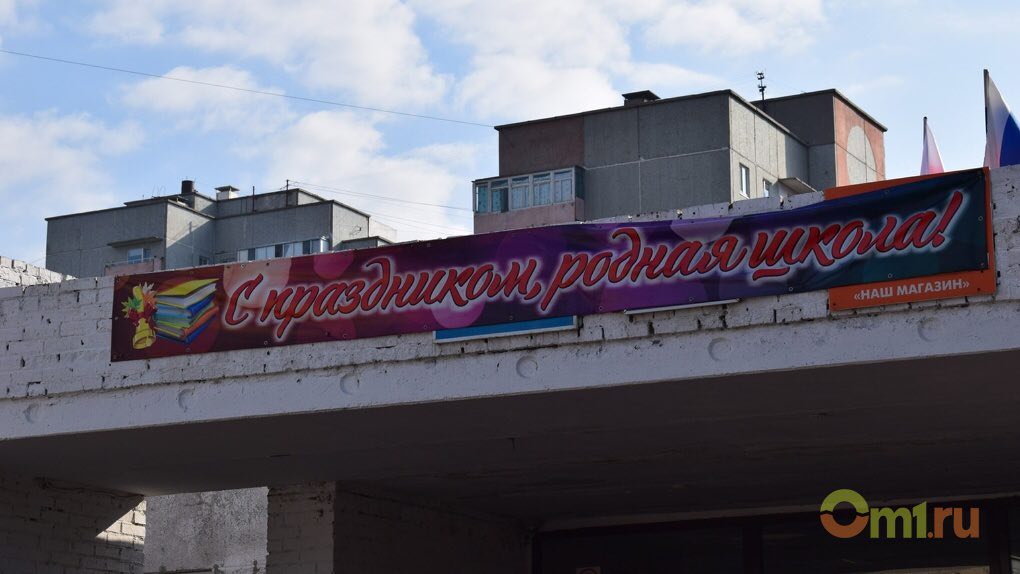 С праздником, родная школа!
«НАШ МАГАЗИН»
Om1.ru